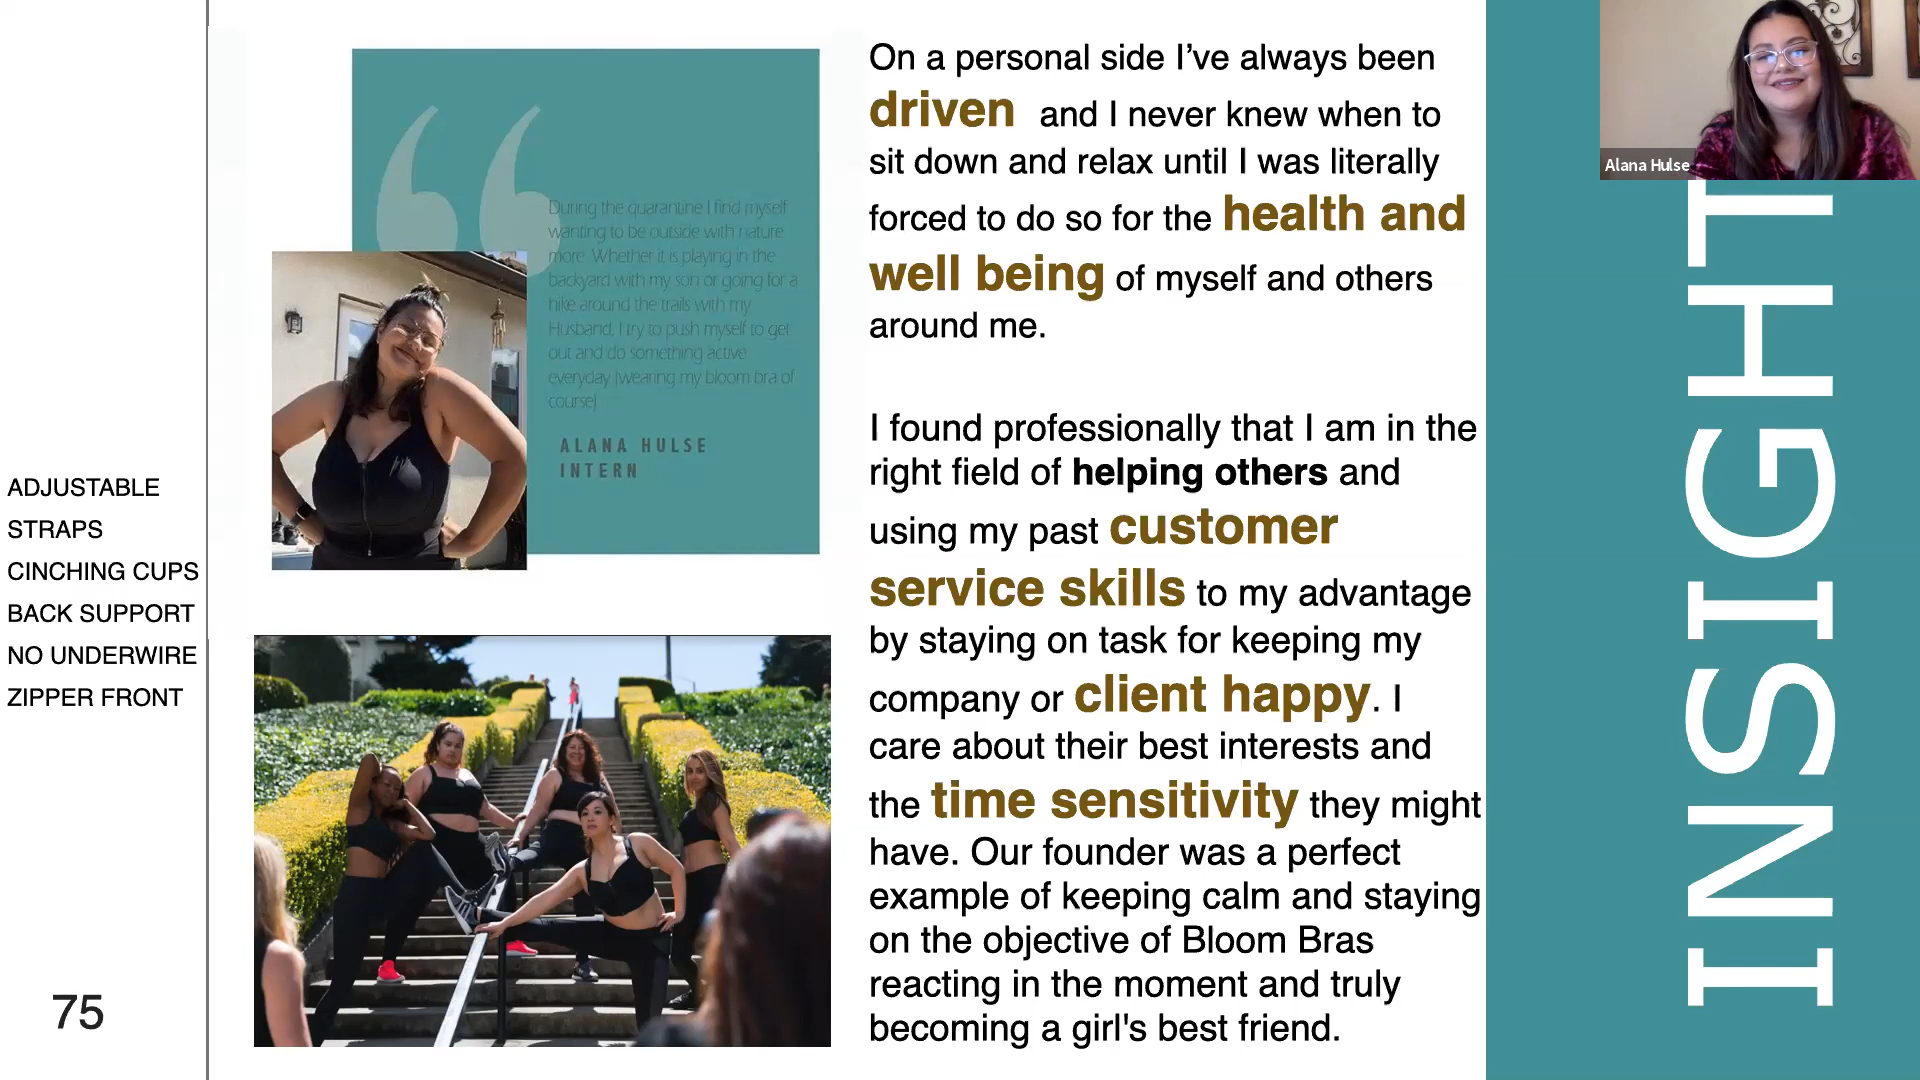 ADJUSTABLE
STRAPS
CINCHING CUPS
BACK SUPPORT
NO UNDERWIRE
ZIPPER FRONT
75
During the quarantine I find myself
wanting to be outside with nature
more. Whether it is playing in the
backyard with my son or going for a
hike around the trails with my
Husband, I try to push myself to get
out and do something active
everyday (wearing my bloom bra of
course)
ALANA HULSE
INTERN
On a personal side I’ve always been
driven and I never knew when to
sit down and relax until I was literally
forced to do so for the health and
well being of myself and others
around me.
I found professionally that I am in the
right field of helping others and
using my past customer
service skills to my advantage
by staying on task for keeping my
company or client happy. I
care about their best interests and
the time sensitivity they might
have. Our founder was a perfect
example of keeping calm and staying
on the objective of Bloom Bras
reacting in the moment and truly
becoming a girl's best friend.
INSIGHT
Alana Hulse